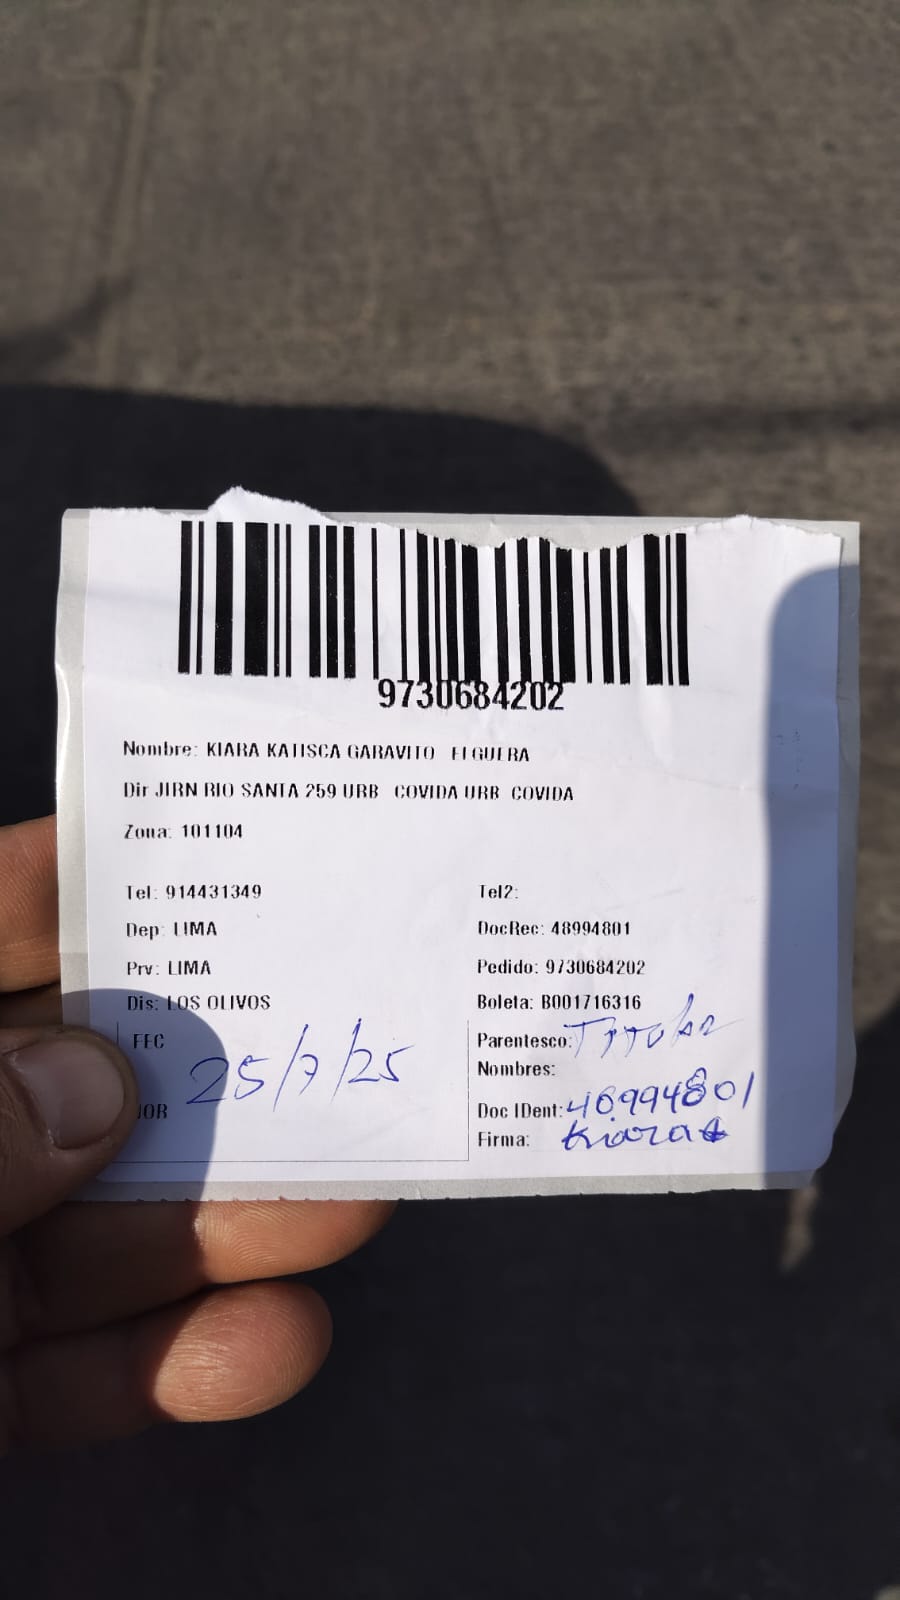 9730684202
Nombre: KIARA KATISCA GARAVITO ELGUERA
Dir JIRN RIO SANTA 259 URB COVIDA URB COVIDA
Zona: 101104
Tel: 914431349 Tel2:
Dep: LIMA DocRec: 48994801
Prv: LIMA Pedido: 9730684202
Dis: LOS OLIVOS Boleta: B001716316
FEC 25/7/25 Parentesco:
Nombres:
HOR Doc IDent: 48994801
Firma: Kiara